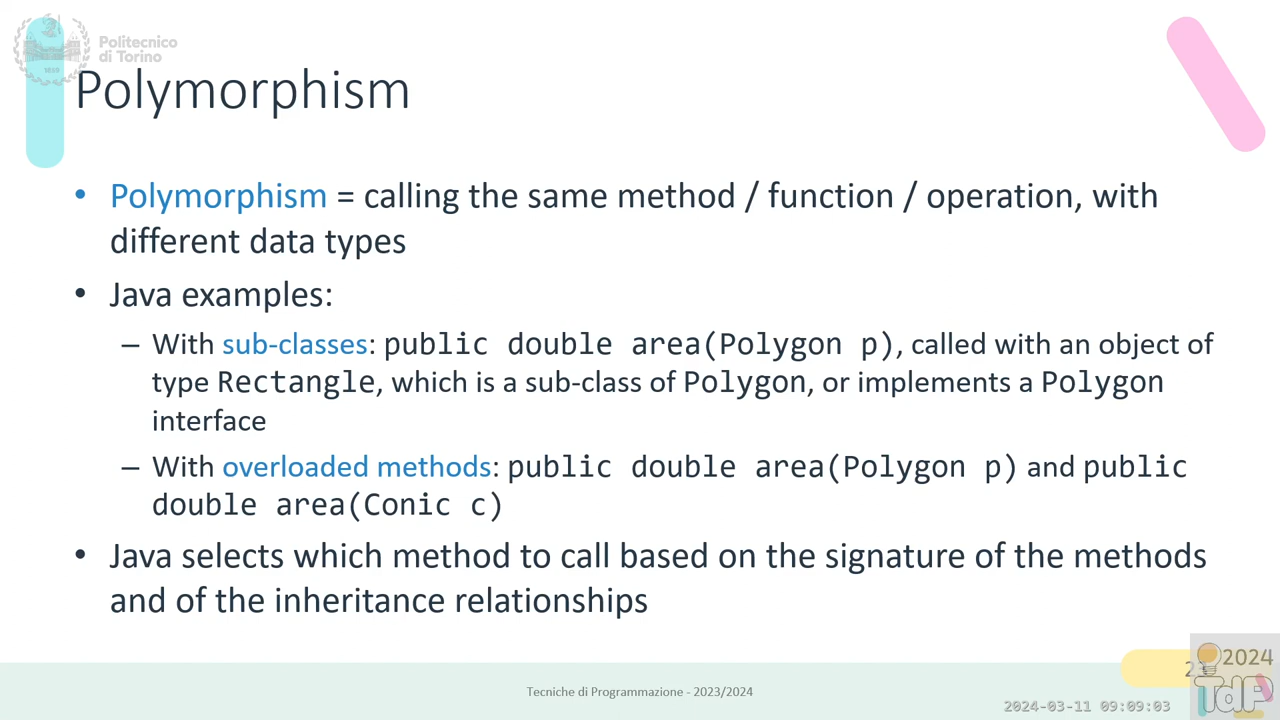 Politecnico
di Torino
Polymorphism
• Polymorphism = calling the same method / function / operation, with
different data types
• Java examples:
– With sub-classes: public double area(Polygon p), called with an object of
type Rectangle, which is a sub-class of Polygon, or implements a Polygon
interface
– With overloaded methods: public double area(Polygon p) and public
double area(Conic c)
• Java selects which method to call based on the signature of the methods
and of the inheritance relationships
2024
TdP
Tecniche di Programmazione - 2023/2024
2024-03-11 09:09:03